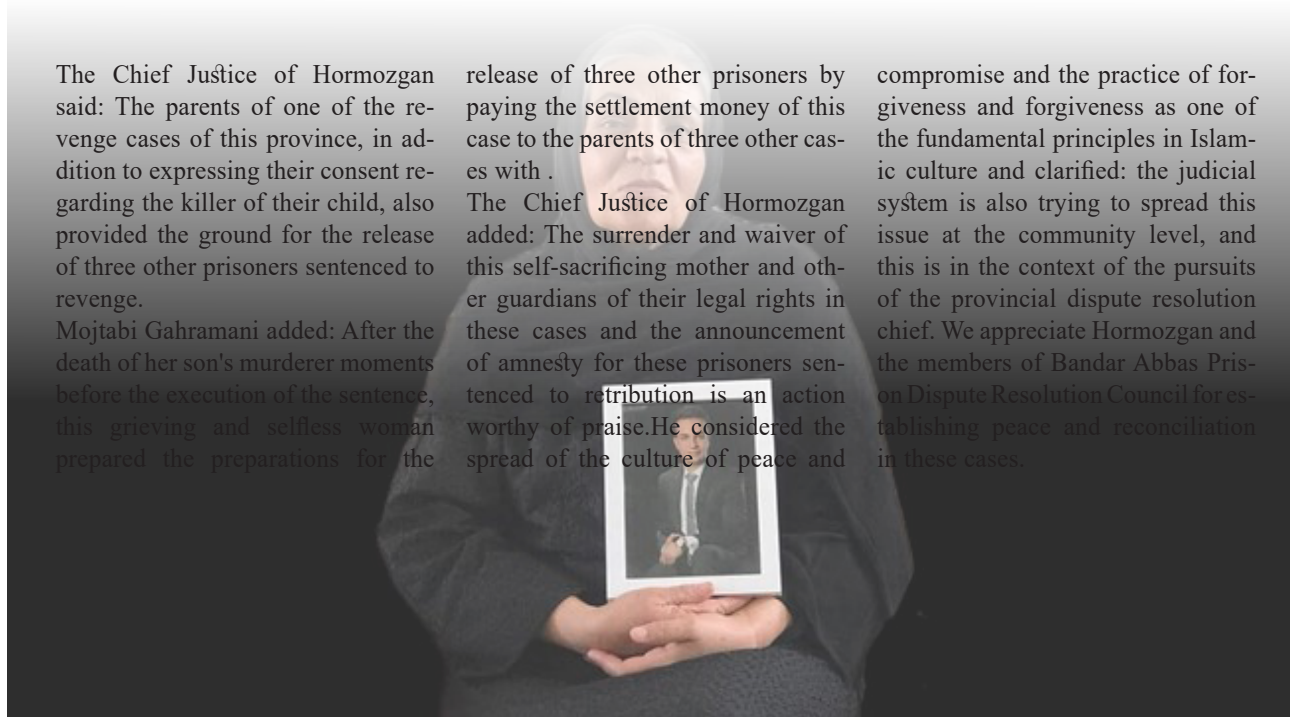 The Chief Justice of Hormozgan
said: The parents of one of the re-
venge cases of this province, in ad-
dition to expressing their consent re-
garding the killer of their child, also
provided the ground for the release
of three other prisoners sentenced to
revenge.
Mojtabi Gahramani added: After the
death of her son's murderer moments
before the execution of the sentence,
this grieving and selfless woman
prepared the preparations for the
release of three other prisoners by
paying the settlement money of this
case to the parents of three other cas-
es with .
The Chief Justice of Hormozgan
added: The surrender and waiver of
this self-sacrificing mother and oth-
er guardians of their legal rights in
these cases and the announcement
of amnesty for these prisoners sen-
tenced to retribution is an action
worthy of praise.He considered the
spread of the culture of peace and
compromise and the practice of for-
giveness and forgiveness as one of
the fundamental principles in Islam-
ic culture and clarified: the judicial
system is also trying to spread this
issue at the community level, and
this is in the context of the pursuits
of the provincial dispute resolution
chief. We appreciate Hormozgan and
the members of Bandar Abbas Pris-
on Dispute Resolution Council for es-
tablishing peace and reconciliation
in these cases.